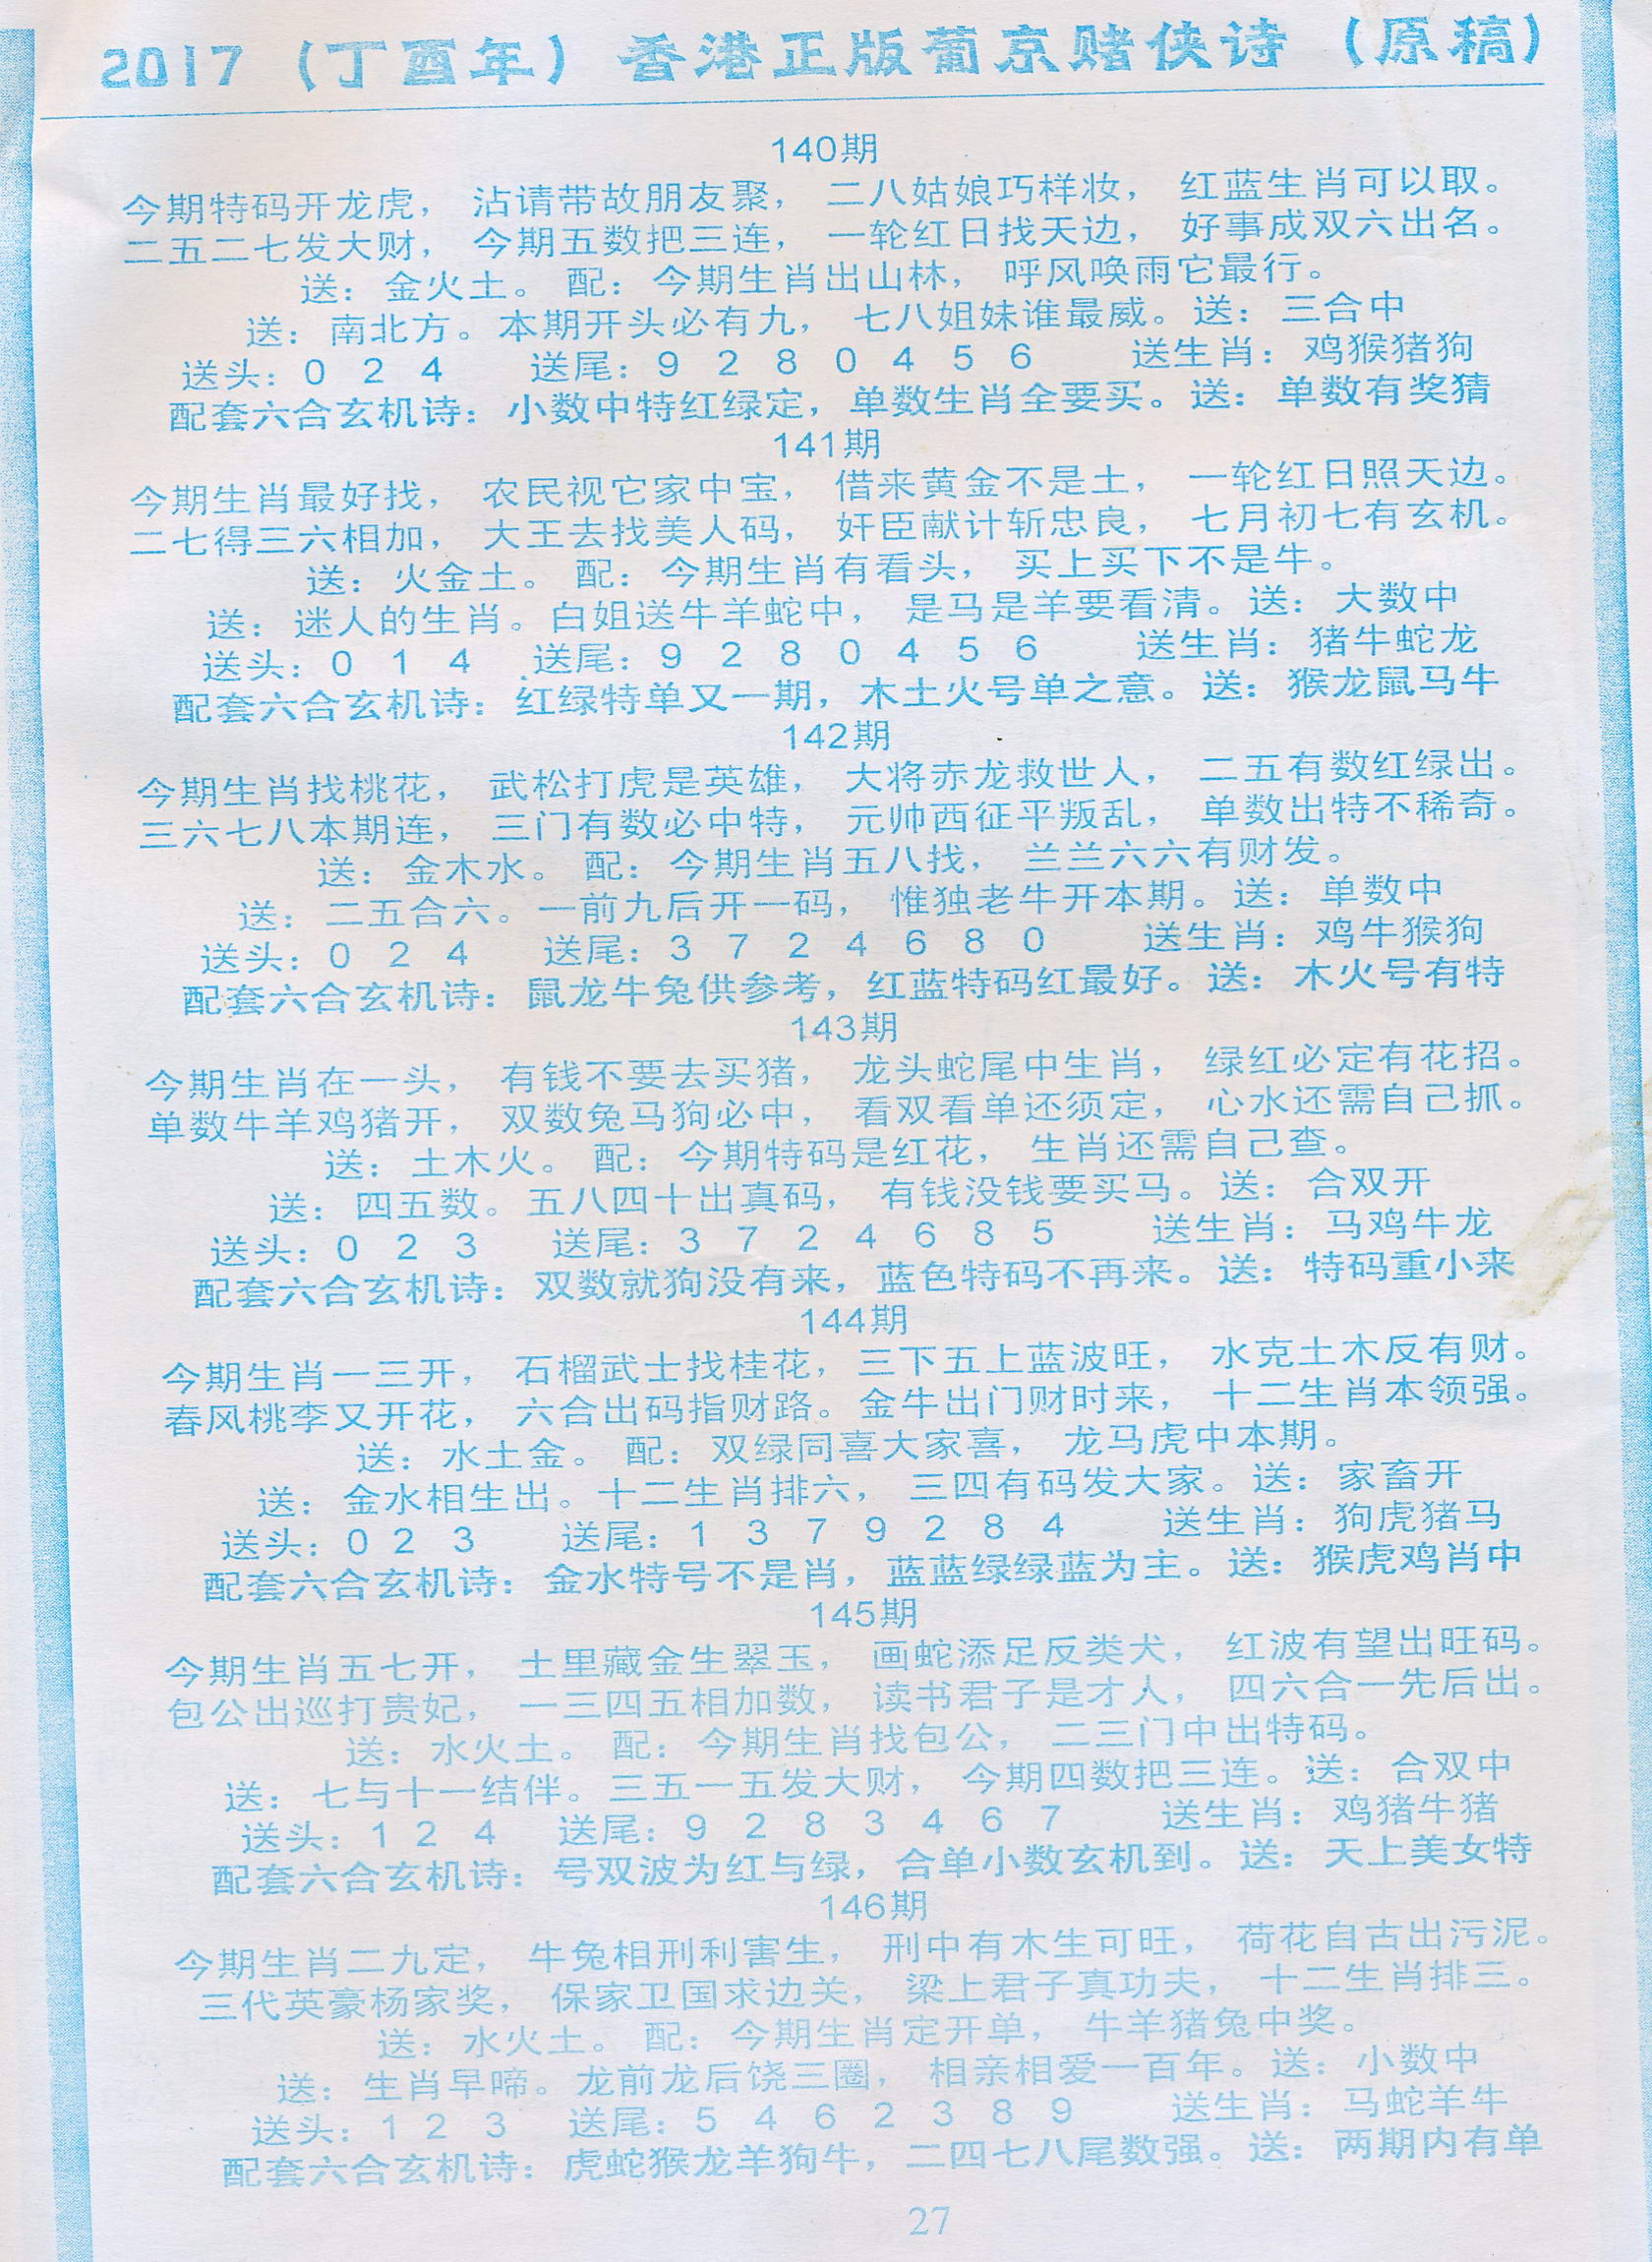 2017（丁酉年）香港正版葡京赌侠诗（原稿）
140期
今期特码开龙虎， 沾请带故朋友聚， 二八姑娘巧样妆， 红蓝生肖可以取。
二五二七发大财， 今期五数把三连， 一轮红日找天边， 好事成双六出名。
送：金火土。 配：今期生肖出山林， 呼风唤雨它最行。
送：南北方。本期开头必有九， 七八姐妹谁最威。送：三合中
送头：0 2 4 送尾：9 2 8 0 4 5 6 送生肖：鸡猴猪狗
配套六合玄机诗：小数中特红绿定，单数生肖全要买。送：单数有奖猜
141期
今期生肖最好找， 农民视它家中宝， 借来黄金不是土， 一轮红日照天边。
二七得三六相加， 大王去找美人码， 奸臣献计斩忠良， 七月初七有玄机。
送：火金土。 配：今期生肖有看头， 买上买下不是牛。
送：迷人的生肖。白姐送牛羊蛇中， 是马是羊要看清。送：大数中
送头：0 1 4 送尾：9 2 8 0 4 5 6 送生肖：猪牛蛇龙
配套六合玄机诗：红绿特单又一期，木土火号单之意。送：猴龙鼠马牛
142期
今期生肖找桃花， 武松打虎是英雄， 大将赤龙救世人， 二五有数红绿出。
三六七八本期连， 三门有数必中特， 元帅西征平叛乱， 单数出特不稀奇。
送：金木水。 配：今期生肖五八找， 兰兰六六有财发。
送：二五合六。一前九后开一码， 惟独老牛开本期。送：单数中
送头：0 2 4 送尾：3 7 2 4 6 8 0 送生肖：鸡牛猴狗
配套六合玄机诗：鼠龙牛兔供参考，红蓝特码红最好。送：木火号有特
143期
今期生肖在一头， 有钱不要去买猪， 龙头蛇尾中生肖， 绿红必定有花招。
单数牛羊鸡猪开， 双数兔马狗必中， 看双看单还须定， 心水还需自己抓。
送：土木火。 配：今期特码是红花， 生肖还需自己查。
送：四五数。五八四十出真码， 有钱没钱要买马。送：合双开
送头：0 2 3 送尾：3 7 2 4 6 8 5 送生肖：马鸡牛龙
配套六合玄机诗：双数就狗没有来，蓝色特码不再来。送：特码重小来
144期
今期生肖一三开， 石榴武士找桂花，三下五上蓝波旺， 水克土木反有财。
春风桃李又开花， 六合出码指财路。金牛出门财时来， 十二生肖本领强。
送：水土金。 配：双绿同喜大家喜， 龙马虎中本期。
送：金水相生出。十二生肖排六， 三四有码发大家。送：家畜开
送头：0 2 3 送尾：1 3 7 9 2 8 4 送生肖：狗虎猪马
配套六合玄机诗：金水特号不是肖，蓝蓝绿绿蓝为主。送：猴虎鸡肖中
145期
今期生肖五七开， 土里藏金生翠玉， 画蛇添足反类犬， 红波有望出旺码。
包公出巡打贵妃， 一三四五相加数， 读书君子是才人， 四六合一先后出。
送：水火土。 配：今期生肖找包公， 二三门中出特码。
送：七与十一结伴。三五一五发大财， 今期四数把三连。送：合双中
送头：1 2 4 送尾：9 2 8 3 4 6 7 送生肖：鸡猪牛猪
配套六合玄机诗：号双波为红与绿，合单小数玄机到。送：天上美女特
146期
今期生肖二九定， 牛兔相刑利害生， 刑中有木生可旺， 荷花自古出污泥。
三代英豪杨家奖， 保家卫国求边关， 梁上君子真功夫， 十二生肖排三。
送：水火土。 配：今期生肖定开单， 牛羊猪兔中奖。
送：生肖早啼。龙前龙后饶三圈， 相亲相爱一百年。送：小数中
送头：1 2 3 送尾：5 4 6 2 3 8 9 送生肖：马蛇羊牛
配套六合玄机诗：虎蛇猴龙羊狗牛，二四七八尾数强。送：两期内有单
27